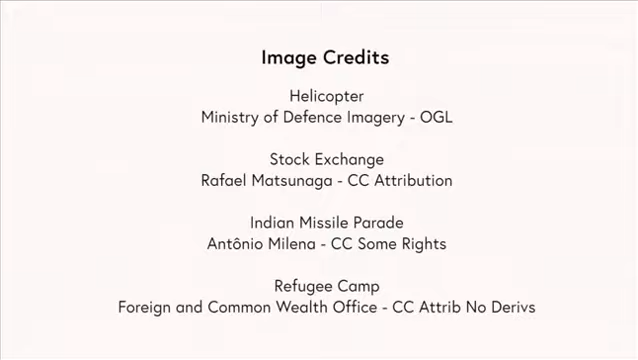 Image Credits
Helicopter
Ministry of Defence Imagery - OGL
Stock Exchange
Rafael Matsunaga - CC Attribution
Indian Missile Parade
Antônio Milena - CC Some Rights
Refugee Camp
Foreign and Common Wealth Office - CC Attrib No Derivs